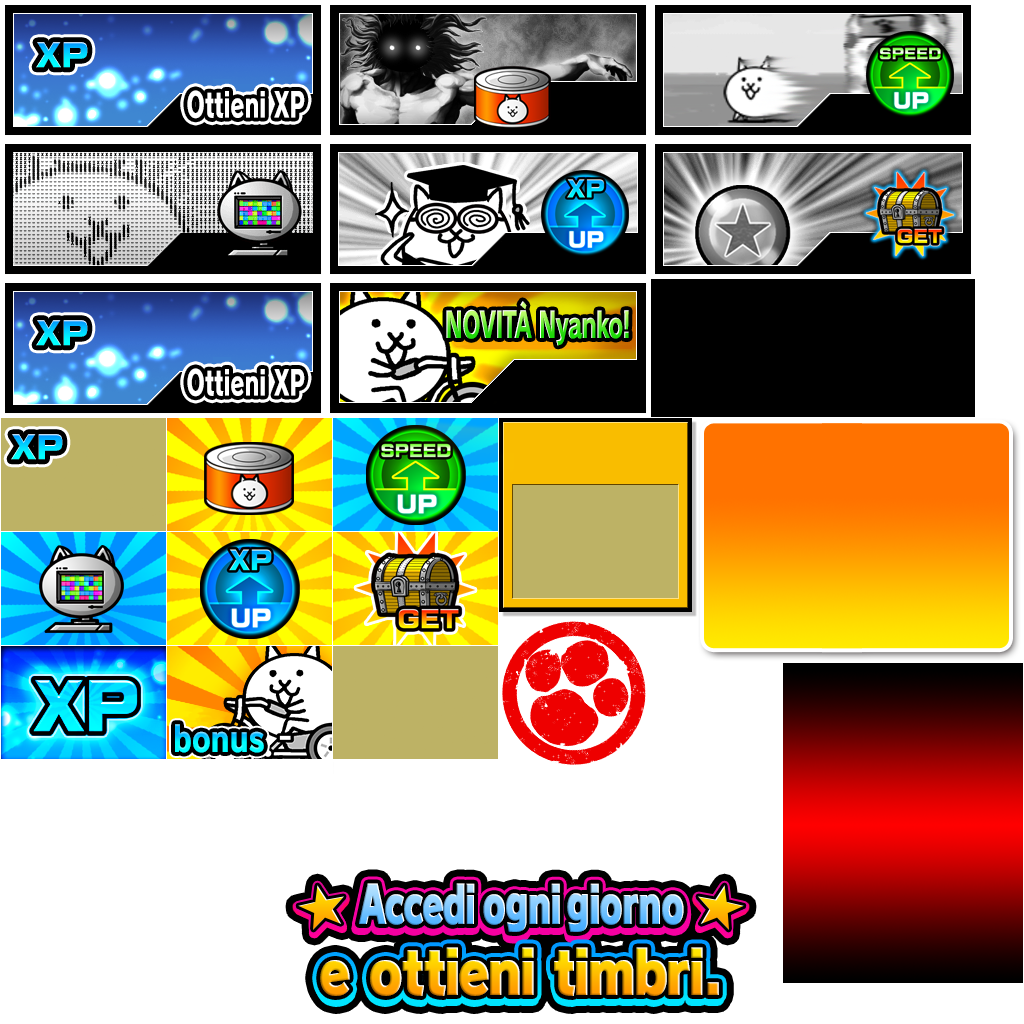 XP
Ottieni XP
SPEED
UP
XP
UP
GET
XP
Ottieni XP
NOVITÀ Nyanko!
XP
SPEED
UP
XP
UP
GET
XP
bonus
Accedi ogni giorno
e ottieni timbri.